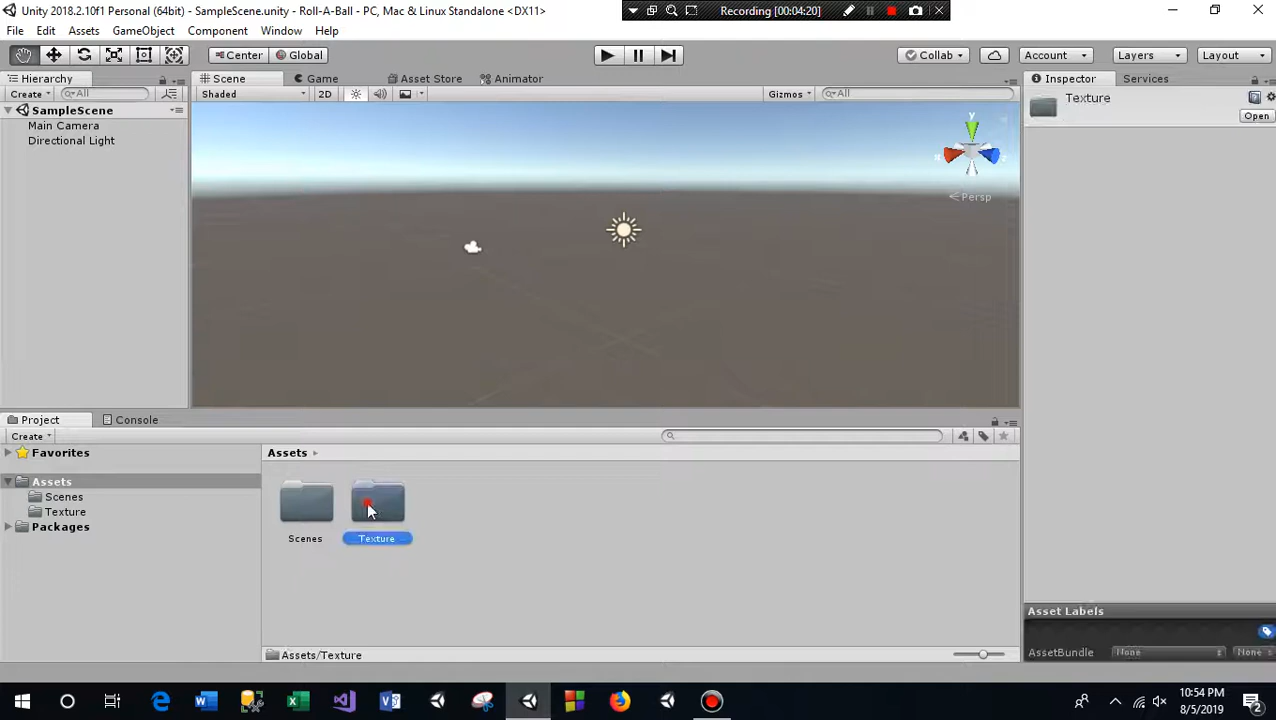 Unity 2018.2.10f1 Personal (64bit) - SampleScene.unity - Roll-A-Ball - PC, Mac & Linux Standalone <DX11>
Recording [00:04:20]
File Edit Assets GameObject Component Window Help
Center Global Collab Account Layers Layout
Hierarchy Scene Game Asset Store Animator Inspector Services
Create All Shaded 2D Gizmos All Texture
SampleScene Open
Main Camera
Directional Light
y
x z
Persp
Project Console
Create
Favorites Assets
Assets
Scenes
Texture
Packages
Scenes Texture
Asset Labels
Assets/Texture AssetBundle None None
10:54 PM
8/5/2019
2